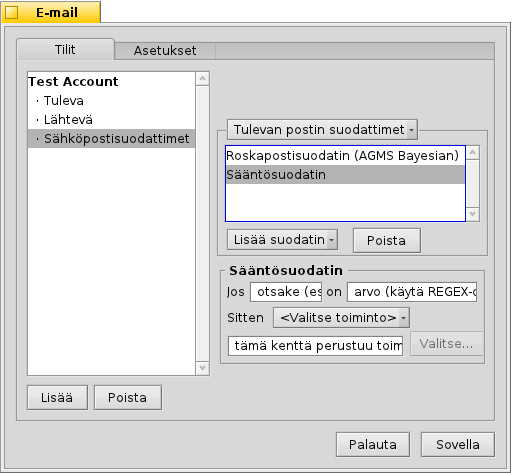 E-mail
Tilit
Asetukset
Test Account
· Tuleva
· Lähtevä
· Sähköpostisuodattimet
Tulevan postin suodattimet
Roskapostisuodatin (AGMS Bayesian)
Sääntösuodatin
Lisää suodatin
Poista
Sääntösuodatin
Jos otsake (es on arvo (käytä REGEX-
Sitten <Valitse toiminto>
tämä kenttä perustuu toim Valitse...
Lisää Poista
Palauta Sovella